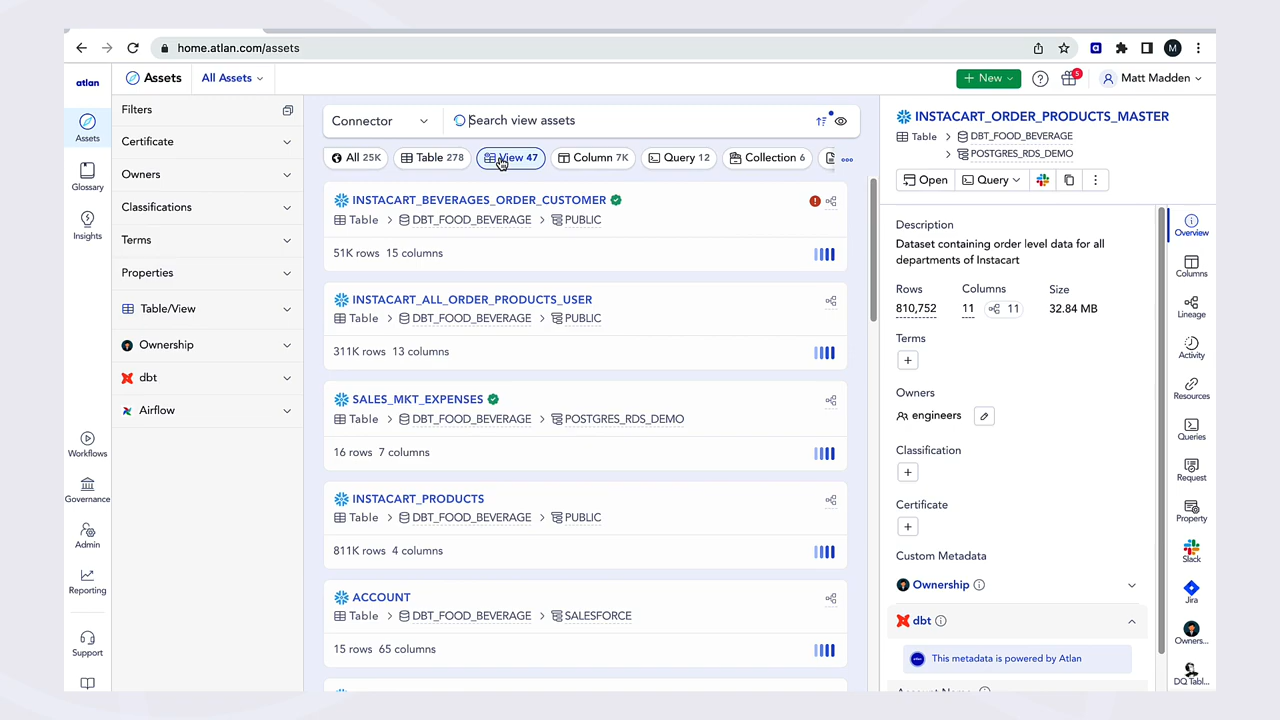 home.atlan.com/assets
M
atlan
Assets
All Assets
+ New
5
Matt Madden
Assets
Glossary
Insights
Workflows
Governance
Admin
Reporting
Support
Filters
Certificate
Owners
Classifications
Terms
Properties
Table/View
Ownership
dbt
Airflow
Connector
Search view assets
All 25K
Table 278
View 47
Column 7K
Query 12
Collection 6
INSTACART_BEVERAGES_ORDER_CUSTOMER
Table > DBT_FOOD_BEVERAGE > PUBLIC
51K rows 15 columns
INSTACART_ALL_ORDER_PRODUCTS_USER
Table > DBT_FOOD_BEVERAGE > PUBLIC
311K rows 13 columns
SALES_MKT_EXPENSES
Table > DBT_FOOD_BEVERAGE > POSTGRES_RDS_DEMO
16 rows 7 columns
INSTACART_PRODUCTS
Table > DBT_FOOD_BEVERAGE > PUBLIC
811K rows 4 columns
ACCOUNT
Table > DBT_FOOD_BEVERAGE > SALESFORCE
15 rows 65 columns
INSTACART_ORDER_PRODUCTS_MASTER
Table > DBT_FOOD_BEVERAGE
> POSTGRES_RDS_DEMO
Open
Query
Description
Dataset containing order level data for all
departments of Instacart
Rows Columns Size
810,752 11 11 32.84 MB
Terms
+
Owners
engineers
Classification
+
Certificate
+
Custom Metadata
Ownership
dbt
atlan This metadata is powered by Atlan
Overview
Columns
Lineage
Activity
Resources
Queries
Request
Property
Slack
Jira
Owners...
DQ Tabl...